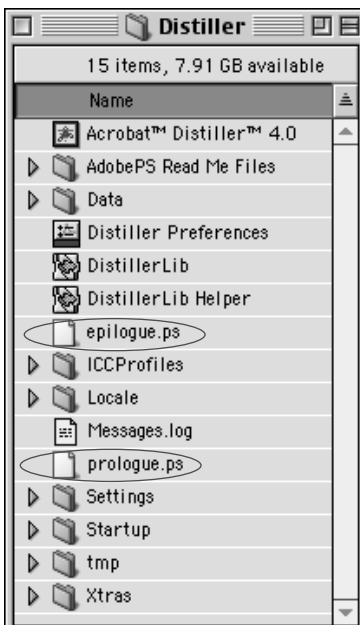 Distiller
15 items, 7.91 GB available
Name
Acrobat™ Distiller™ 4.0
AdobePS Read Me Files
Data
Distiller Preferences
DistillerLib
DistillerLib Helper
epilogue.ps
ICCProfiles
Locale
Messages.log
prologue.ps
Settings
Startup
tmp
Xtras